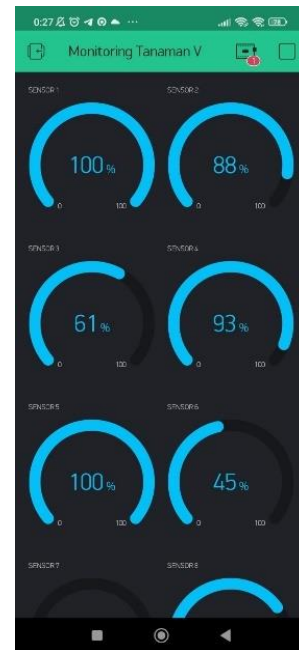 0:27
Monitoring Tanaman V
1
SENSOR 1
SENSOR 2
100 %
88 %
0 100
0 100
SENSOR 3
SENSOR 4
61 %
93 %
0 100
0 100
SENSOR 5
SENSOR 6
100 %
45 %
0 100
0 100
SENSOR 7
SENSOR 8